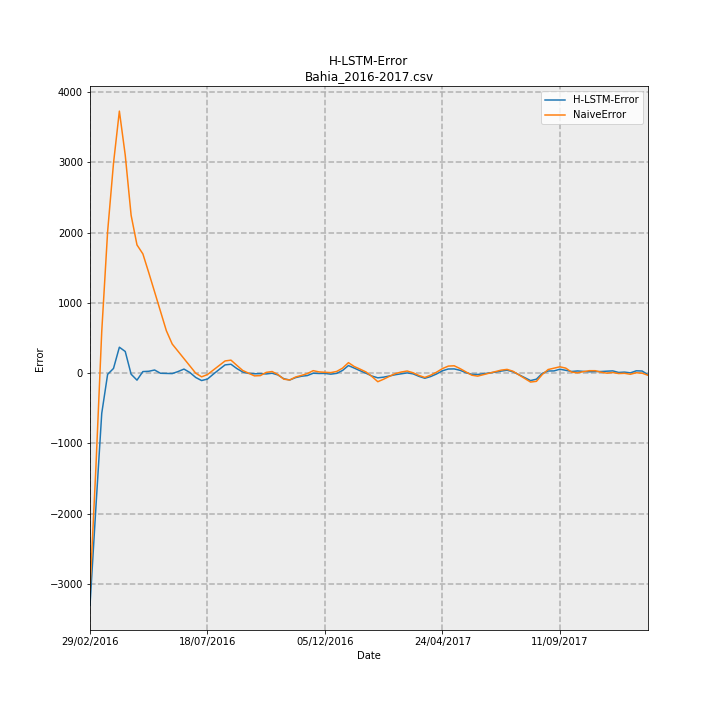 H-LSTM-Error
Bahia_2016-2017.csv
H-LSTM-Error
NaiveError
4000
3000
2000
1000
0
−1000
−2000
−3000
Error
29/02/2016 18/07/2016 05/12/2016 24/04/2017 11/09/2017
Date